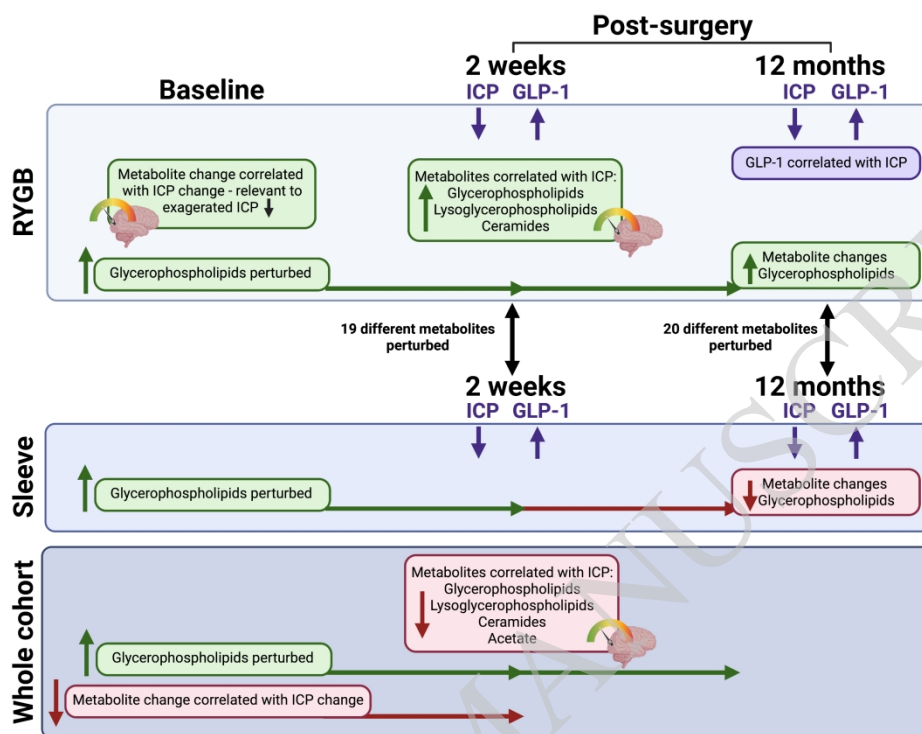 Post-surgery
2 weeks
12 months
Baseline
ICP GLP-1
ICP GLP-1
RYGB
Metabolite change correlated
with ICP change - relevant to
exagerated ICP
Metabolites correlated with ICP:
Glycerophospholipids
Lysoglycerophospholipids
Ceramides
GLP-1 correlated with ICP
Glycerophospholipids perturbed
Metabolite changes
Glycerophospholipids
19 different metabolites
perturbed
20 different metabolites
perturbed
2 weeks
12 months
ICP GLP-1
ICP GLP-1
Sleeve
Glycerophospholipids perturbed
Metabolite changes
Glycerophospholipids
Whole cohort
Metabolites correlated with ICP:
Glycerophospholipids
Lysoglycerophospholipids
Ceramides
Acetate
Glycerophospholipids perturbed
Metabolite change correlated with ICP change
MANUSCR